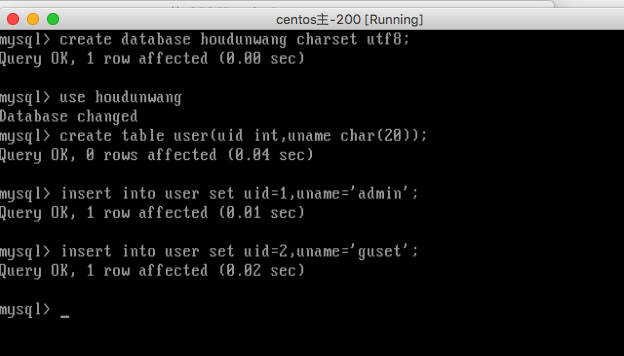 centos主-200 [Running]
mysql> create database houdunwang charset utf8;
Query OK, 1 row affected (0.00 sec)
mysql> use houdunwang
Database changed
mysql> create table user(uid int,uname char(20));
Query OK, 0 rows affected (0.04 sec)
mysql> insert into user set uid=1,uname='admin';
Query OK, 1 row affected (0.01 sec)
mysql> insert into user set uid=2,uname='guset';
Query OK, 1 row affected (0.02 sec)
mysql> _